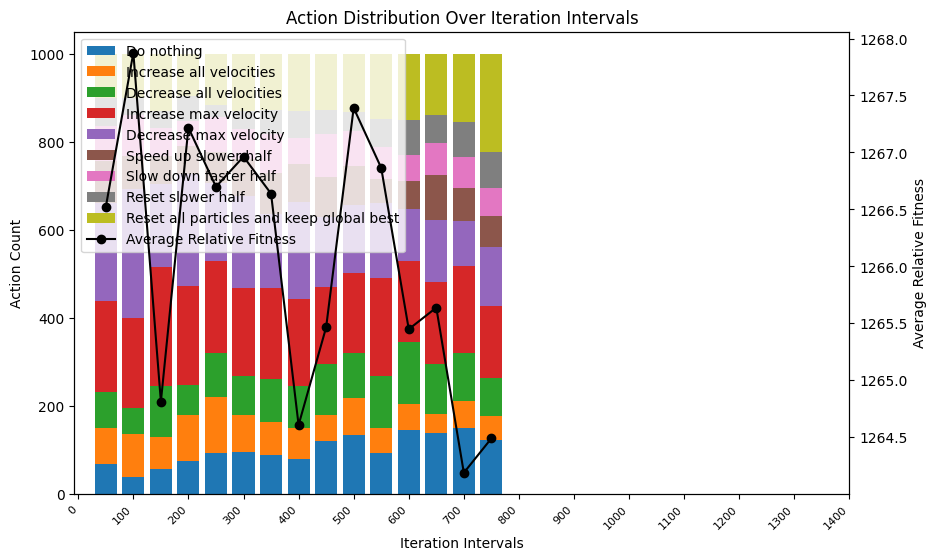 Action Distribution Over Iteration Intervals
Do nothing
Increase all velocities
Decrease all velocities
Increase max velocity
Decrease max velocity
Speed up slower half
Slow down faster half
Reset slower half
Reset all particles and keep global best
Average Relative Fitness
1000
800
600
400
200
0
Action Count
1268.0
1267.5
1267.0
1266.5
1266.0
1265.5
1265.0
1264.5
Average Relative Fitness
0 100 200 300 400 500 600 700 800 900 1000 1100 1200 1300 1400
Iteration Intervals